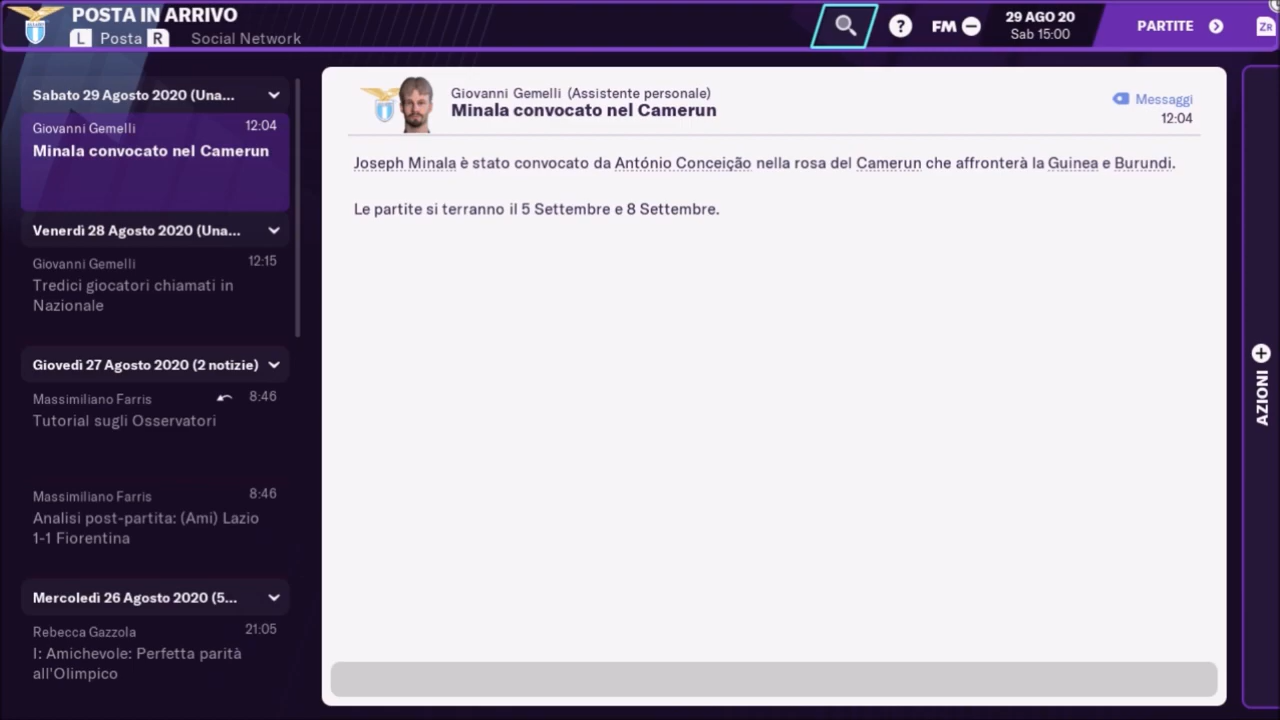 POSTA IN ARRIVO
L Posta R Social Network
? FM
29 AGO 20
Sab 15:00
PARTITE
ZR
Sabato 29 Agosto 2020 (Una...
Giovanni Gemelli 12:04
Minala convocato nel Camerun
Venerdì 28 Agosto 2020 (Una...
Giovanni Gemelli 12:15
Tredici giocatori chiamati in
Nazionale
Giovedì 27 Agosto 2020 (2 notizie)
Massimiliano Farris 8:46
Tutorial sugli Osservatori
Massimiliano Farris 8:46
Analisi post-partita: (Ami) Lazio
1-1 Fiorentina
Mercoledì 26 Agosto 2020 (5...
Rebecca Gazzola 21:05
I: Amichevole: Perfetta parità
all'Olimpico
Giovanni Gemelli (Assistente personale)
Minala convocato nel Camerun
Messaggi
12:04
Joseph Minala è stato convocato da António Conceição nella rosa del Camerun che affronterà la Guinea e Burundi.
Le partite si terranno il 5 Settembre e 8 Settembre.
AZIONI